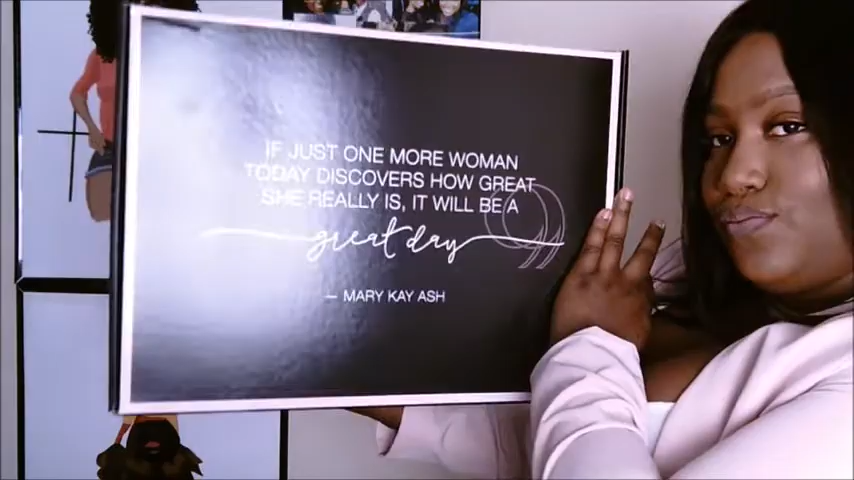 IF JUST ONE MORE WOMAN
TODAY DISCOVERS HOW GREAT
SHE REALLY IS, IT WILL BE A
great day
— MARY KAY ASH